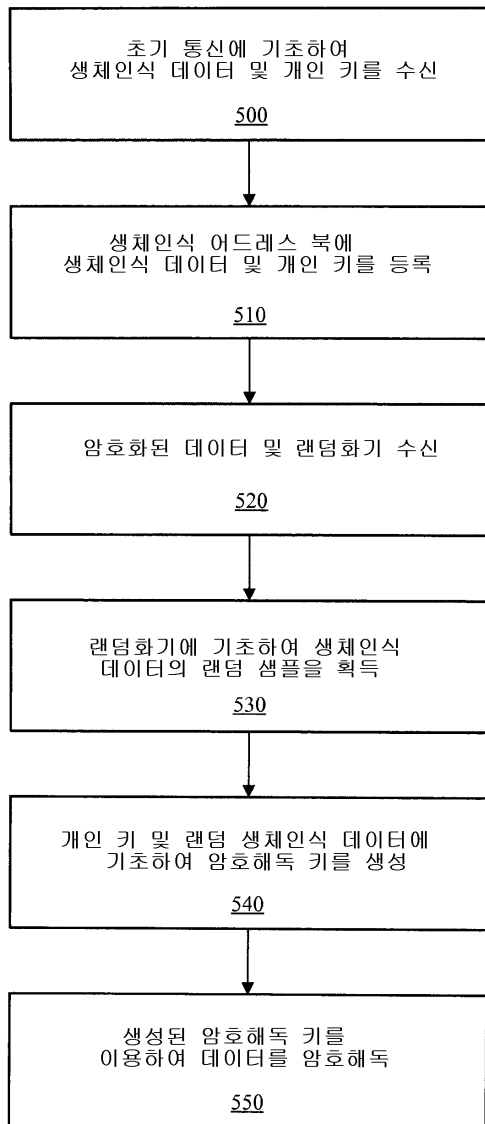 초기 통신에 기초하여
생체인식 데이터 및 개인 키를 수신
500
생체인식 어드레스 북에
생체인식 데이터 및 개인 키를 등록
510
암호화된 데이터 및 랜덤화기 수신
520
랜덤화기에 기초하여 생체인식
데이터의 랜덤 샘플을 획득
530
개인 키 및 랜덤 생체인식 데이터에
기초하여 암호해독 키를 생성
540
생성된 암호해독 키를
이용하여 데이터를 암호해독
550